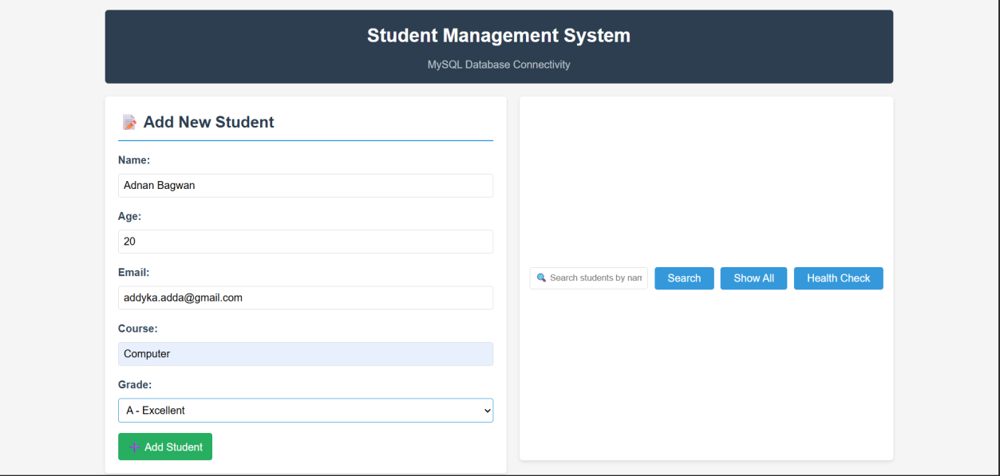 Student Management System
MySQL Database Connectivity
Add New Student
Name:
Adnan Bagwan
Age:
20
Email:
addyka.adda@gmail.com
Course:
Computer
Grade:
A - Excellent
Add Student
Search students by nam
Search
Show All
Health Check